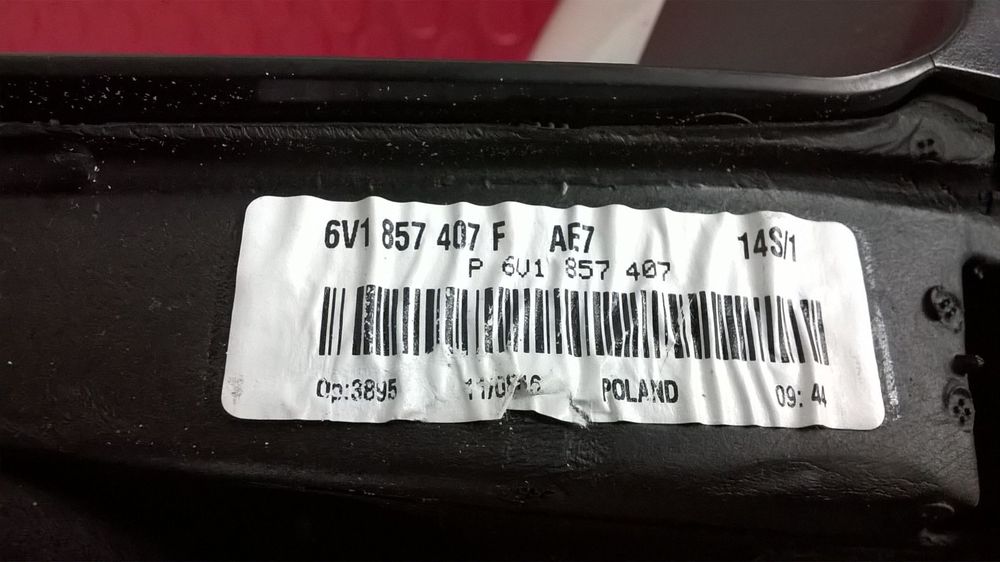 6V1 857 407 F AE7 14S/1
P 6V1 857 407
Op:3895 POLAND 09: 44